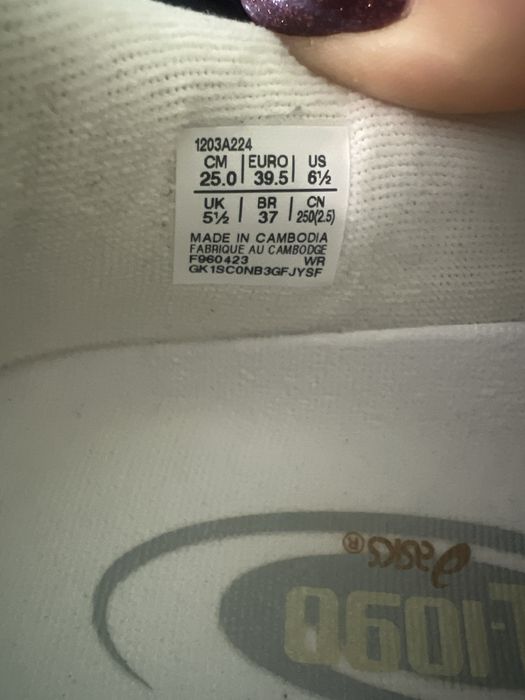 1203A224
CM EURO US
25.0 39.5 6½
UK BR CN
5½ 37 250(2.5)
MADE IN CAMBODIA
FABRIQUE AU CAMBODGE
F960423 WR
GK1SC0NB3GFJYSF
asics®
T-1090